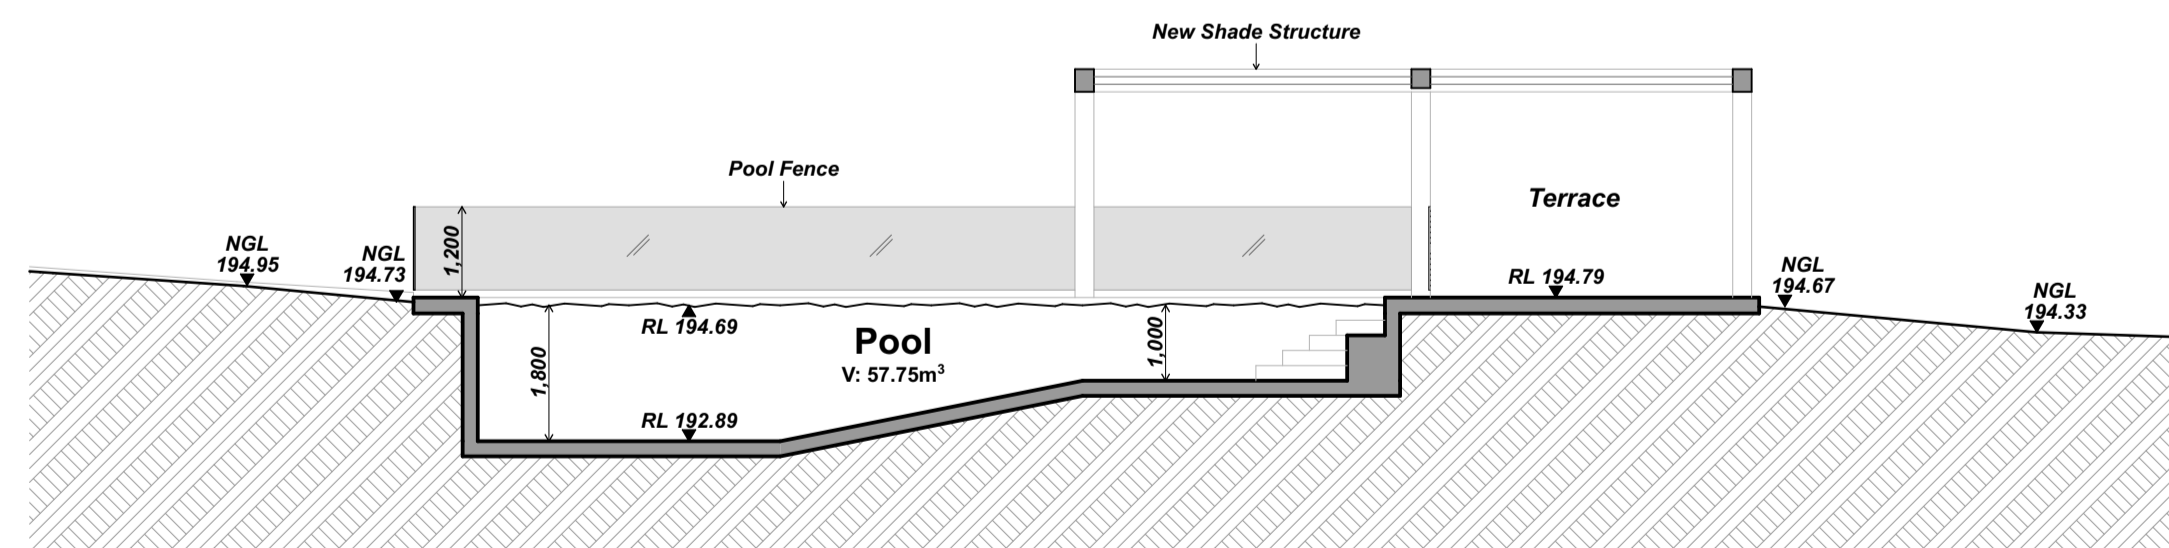 New Shade Structure
Pool Fence
Terrace
NGL
194.95
NGL
194.73
1,200
RL 194.79
NGL
194.67
NGL
194.33
RL 194.69
Pool
V: 57.75m³
1,800
1,000
RL 192.89